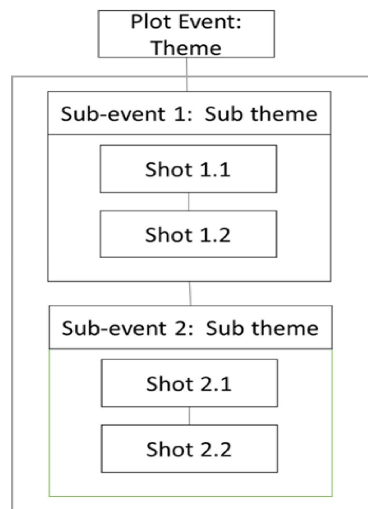 Plot Event:
Theme
Sub-event 1:  Sub theme
Shot 1.1
Shot 1.2
Sub-event 2:  Sub theme
Shot 2.1
Shot 2.2